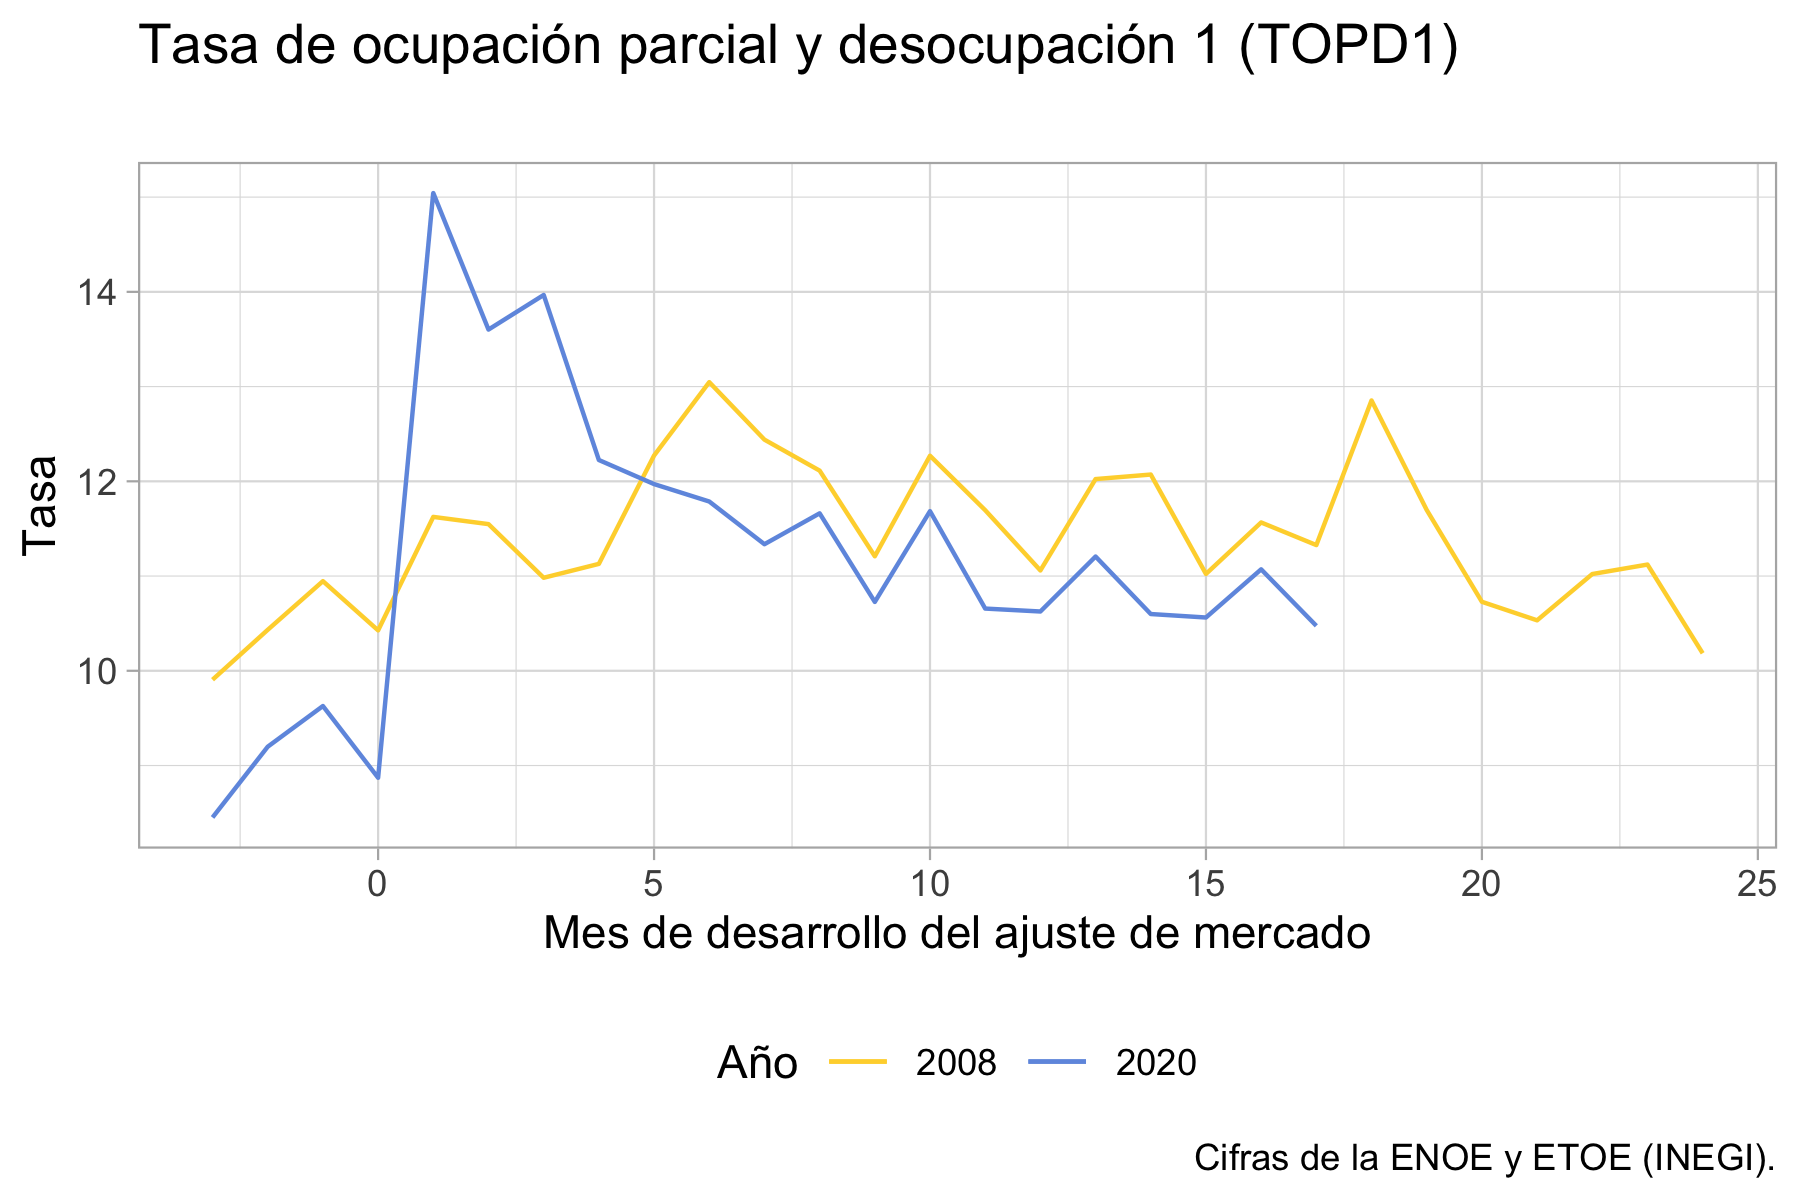 Tasa de ocupación parcial y desocupación 1 (TOPD1)
Tasa
14
12
10
0 5 10 15 20 25
Mes de desarrollo del ajuste de mercado
Año 2008 2020
Cifras de la ENOE y ETOE (INEGI).